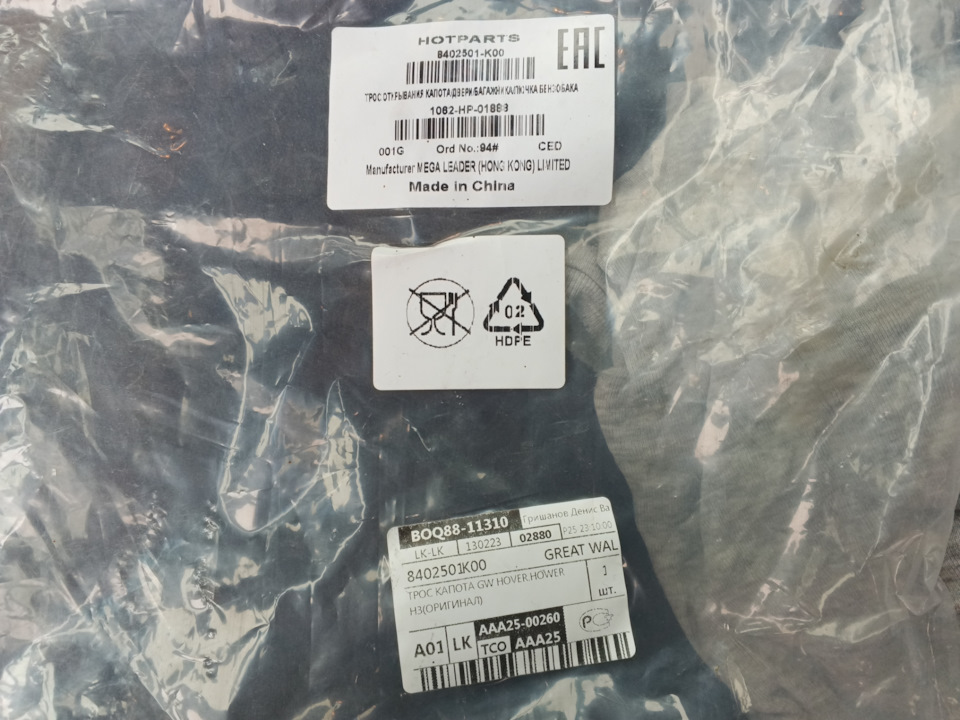 HOTPARTS
EAC
8402501-K00
ТРОС ОТКРЫВАНИЯ КАПОТА/ДВЕРИ/БАГАЖНИКА/ЛЮЧКА БЕНЗОБАКА
1062-HP-01888
001G Ord No.:94# CED
Manufacturer MEGA LEADER (HONG KONG) LIMITED
Made in China
02
HDPE
BOQ88-11310 Гришанов Денис Ва
LK-LK 130223 02880 P25 23:10:00
8402501K00 GREAT WAL
ТРОС КАПОТА GW HOVER,HOWER 1
H3(ОРИГИНАЛ) шт.
A01 LK AAA25-00260
TCO AAA25